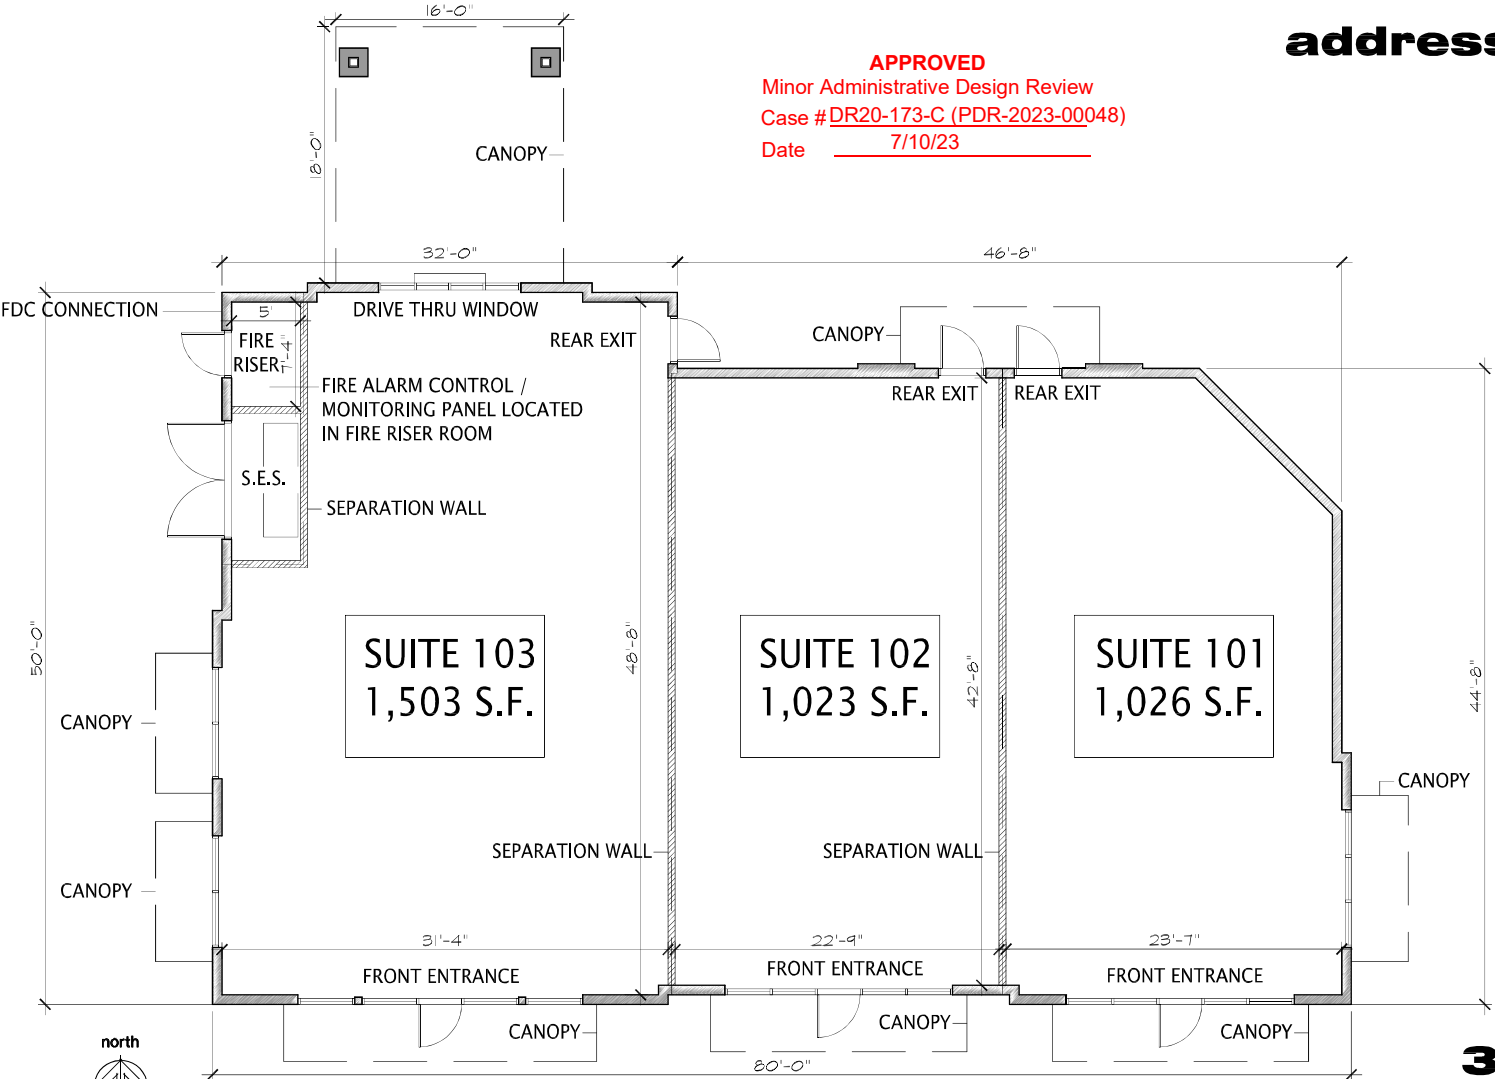 16'-0"
address
APPROVED
Minor Administrative Design Review
Case # DR20-173-C (PDR-2023-00048)
Date 7/10/23
18'-0"
CANOPY
32'-0"
46'-8"
FDC CONNECTION
5'
DRIVE THRU WINDOW
FIRE
RISER
7'-4"
REAR EXIT
CANOPY
FIRE ALARM CONTROL /
MONITORING PANEL LOCATED
IN FIRE RISER ROOM
REAR EXIT
REAR EXIT
S.E.S.
SEPARATION WALL
50'-0"
SUITE 103
1,503 S.F.
48'-8"
SUITE 102
1,023 S.F.
42'-8"
SUITE 101
1,026 S.F.
44'-8"
CANOPY
CANOPY
SEPARATION WALL
SEPARATION WALL
CANOPY
31'-4"
22'-9"
23'-7"
FRONT ENTRANCE
FRONT ENTRANCE
FRONT ENTRANCE
CANOPY
CANOPY
CANOPY
north
80'-0"
3